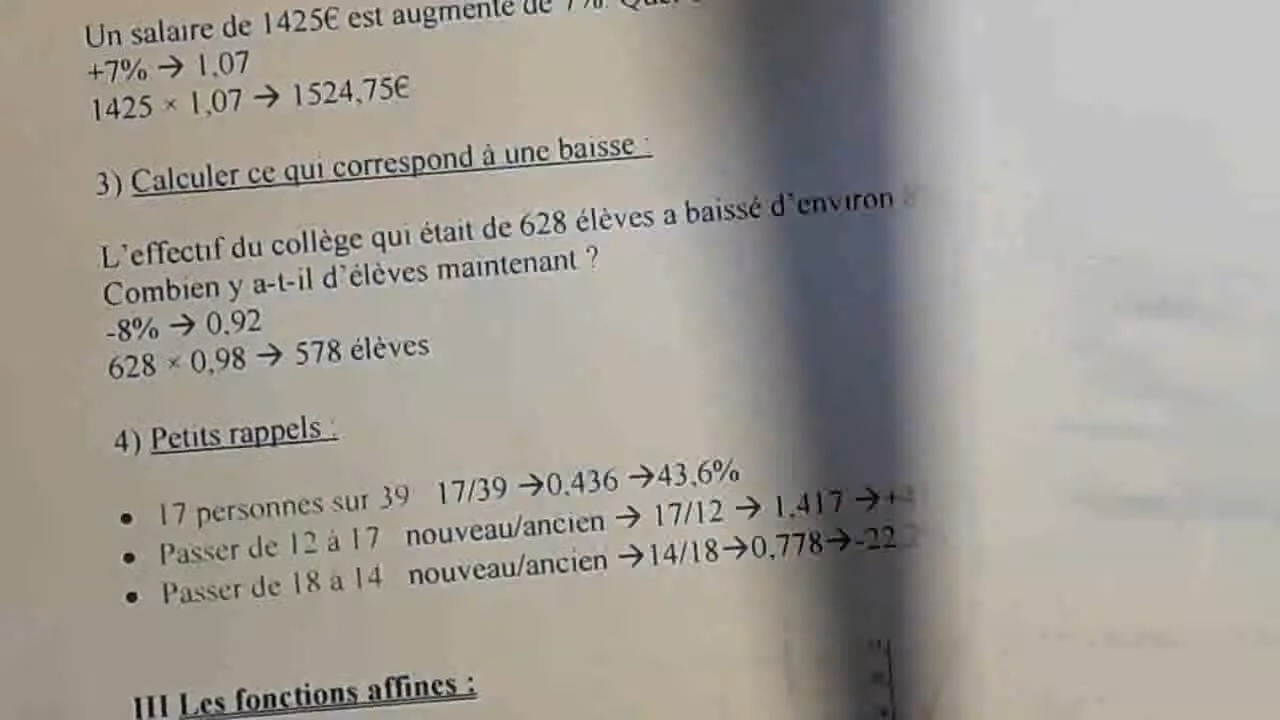 Un salaire de 1425€ est augmenté de 7%.
+7% → 1,07
1425 × 1,07 → 1524,75€
3) Calculer ce qui correspond à une baisse :
L'effectif du collège qui était de 628 élèves a baissé d'environ
Combien y a-t-il d'élèves maintenant ?
-8% → 0,92
628 × 0,98 → 578 élèves
4) Petits rappels :
• 17 personnes sur 39 17/39 →0,436 →43,6%
• Passer de 12 à 17 nouveau/ancien → 17/12 → 1,417 →+
• Passer de 18 à 14 nouveau/ancien →14/18→0,778→-22
III Les fonctions affines :